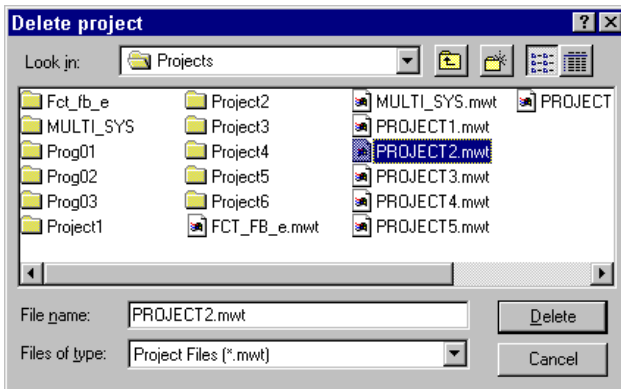 Delete project
Look in: Projects
Fct_fb_e Project2 MULTI_SYS.mwt PROJECT
MULTI_SYS Project3 PROJECT1.mwt
Prog01 Project4 PROJECT2.mwt
Prog02 Project5 PROJECT3.mwt
Prog03 Project6 PROJECT4.mwt
Project1 FCT_FB_e.mwt PROJECT5.mwt
File name: PROJECT2.mwt Delete
Files of type: Project Files (*.mwt) Cancel